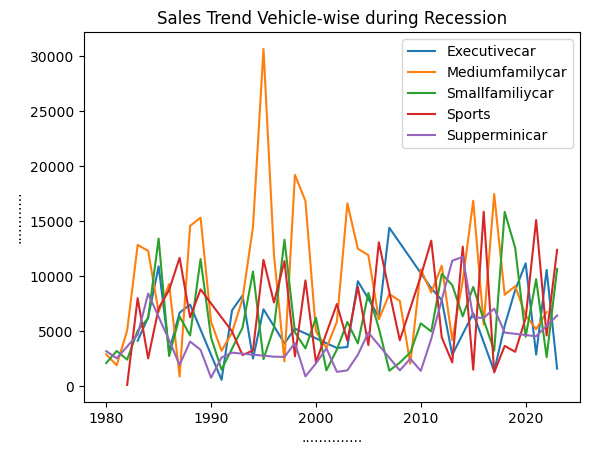 Sales Trend Vehicle-wise during Recession
Executivecar
Mediumfamilycar
Smallfamiliycar
Sports
Supperminicar
30000
25000
20000
15000
10000
5000
0
............
1980
1990
2000
2010
2020
..............